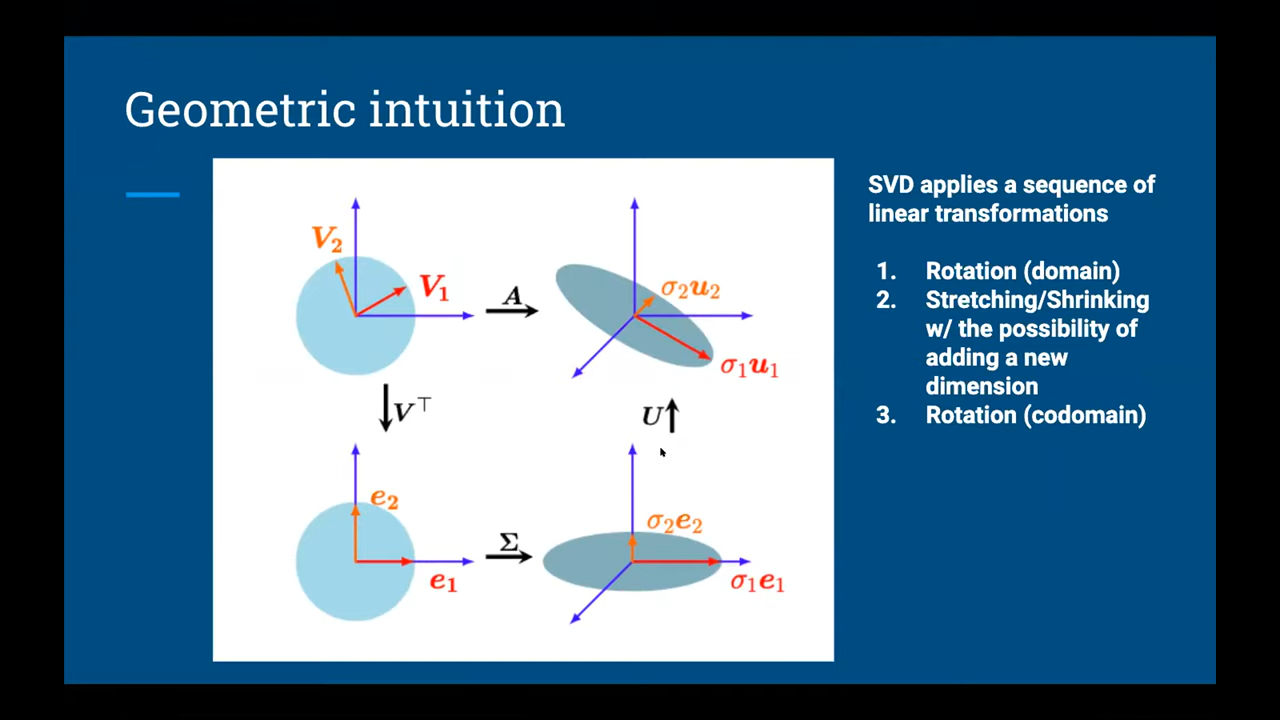 Geometric intuition
V₂
V₁
A
σ₂u₂
σ₁u₁
V⊤
U
e₂
e₁
Σ
σ₂e₂
σ₁e₁
SVD applies a sequence of
linear transformations
1. Rotation (domain)
2. Stretching/Shrinking
w/ the possibility of
adding a new
dimension
3. Rotation (codomain)